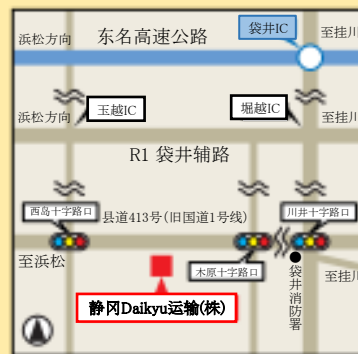 浜松方向
东名高速公路
袋井IC
至挂川
浜松方向
玉越IC
堀越IC
至挂川
R1 袋井辅路
西岛十字路口
县道413号(旧国道1号线)
川井十字路口
至浜松
木原十字路口
袋井消防署
至挂川
静冈Daikyu运输(株)